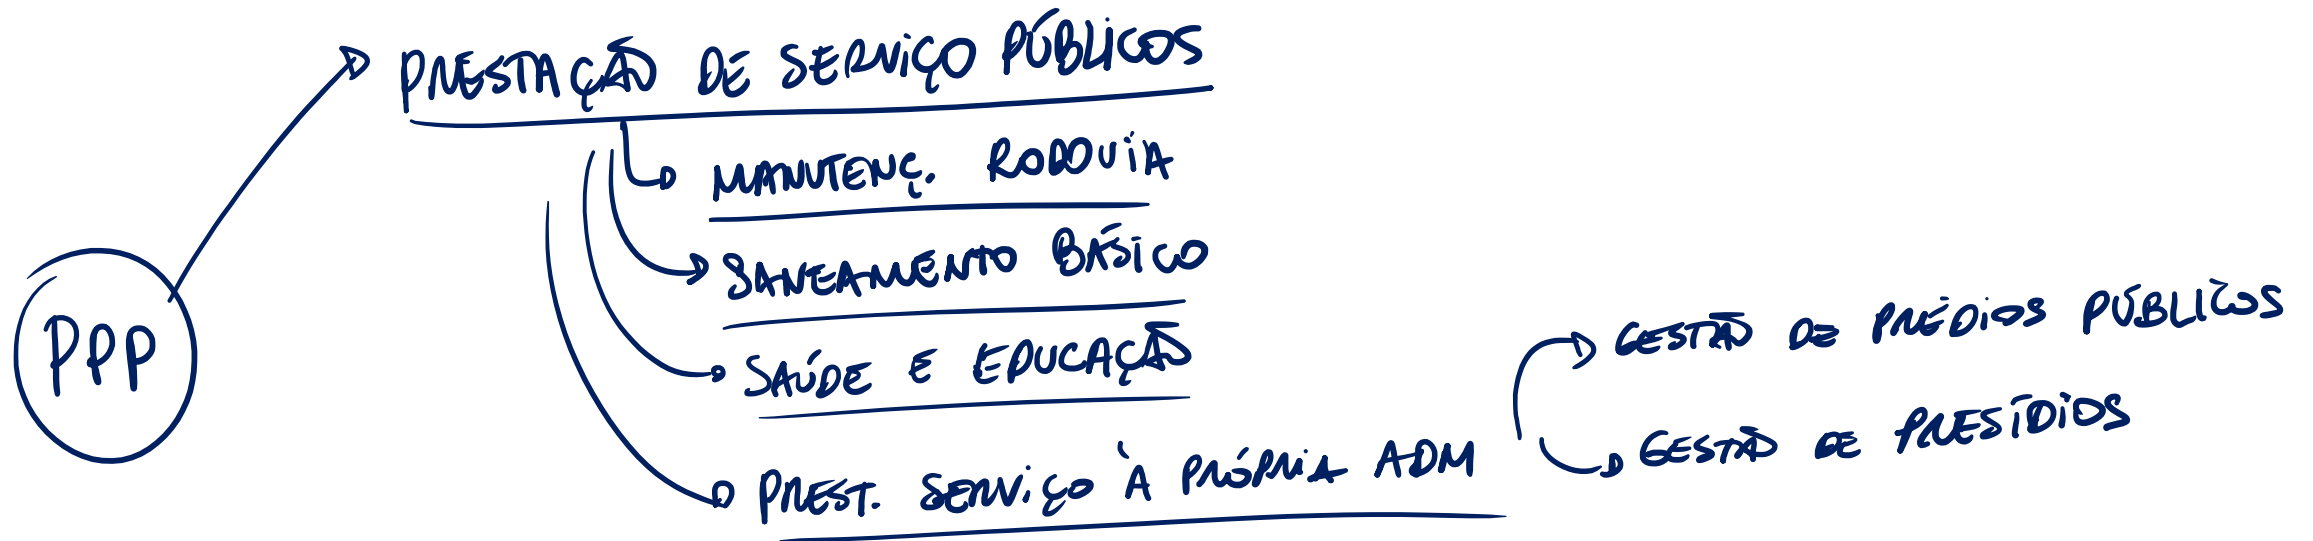 PRESTAÇÃO DE SERVIÇO PÚBLICOS
MANUTENÇ. RODOVIA
SANEAMENTO BÁSICO
PPP
SAÚDE E EDUCAÇÃO
GESTÃO DE PRÉDIOS PÚBLICOS
GESTÃO DE PRESÍDIOS
PREST. SERVIÇO À PRÓPRIA ADM